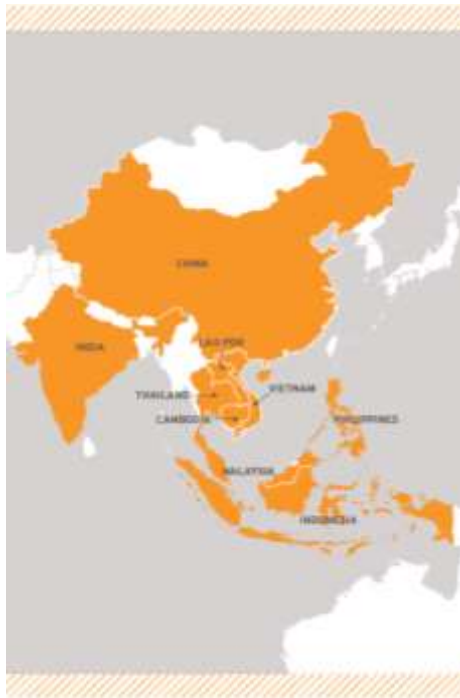 CHINA
INDIA
LAO PDR
THAILAND
VIETNAM
CAMBODIA
PHILIPPINES
MALAYSIA
INDONESIA